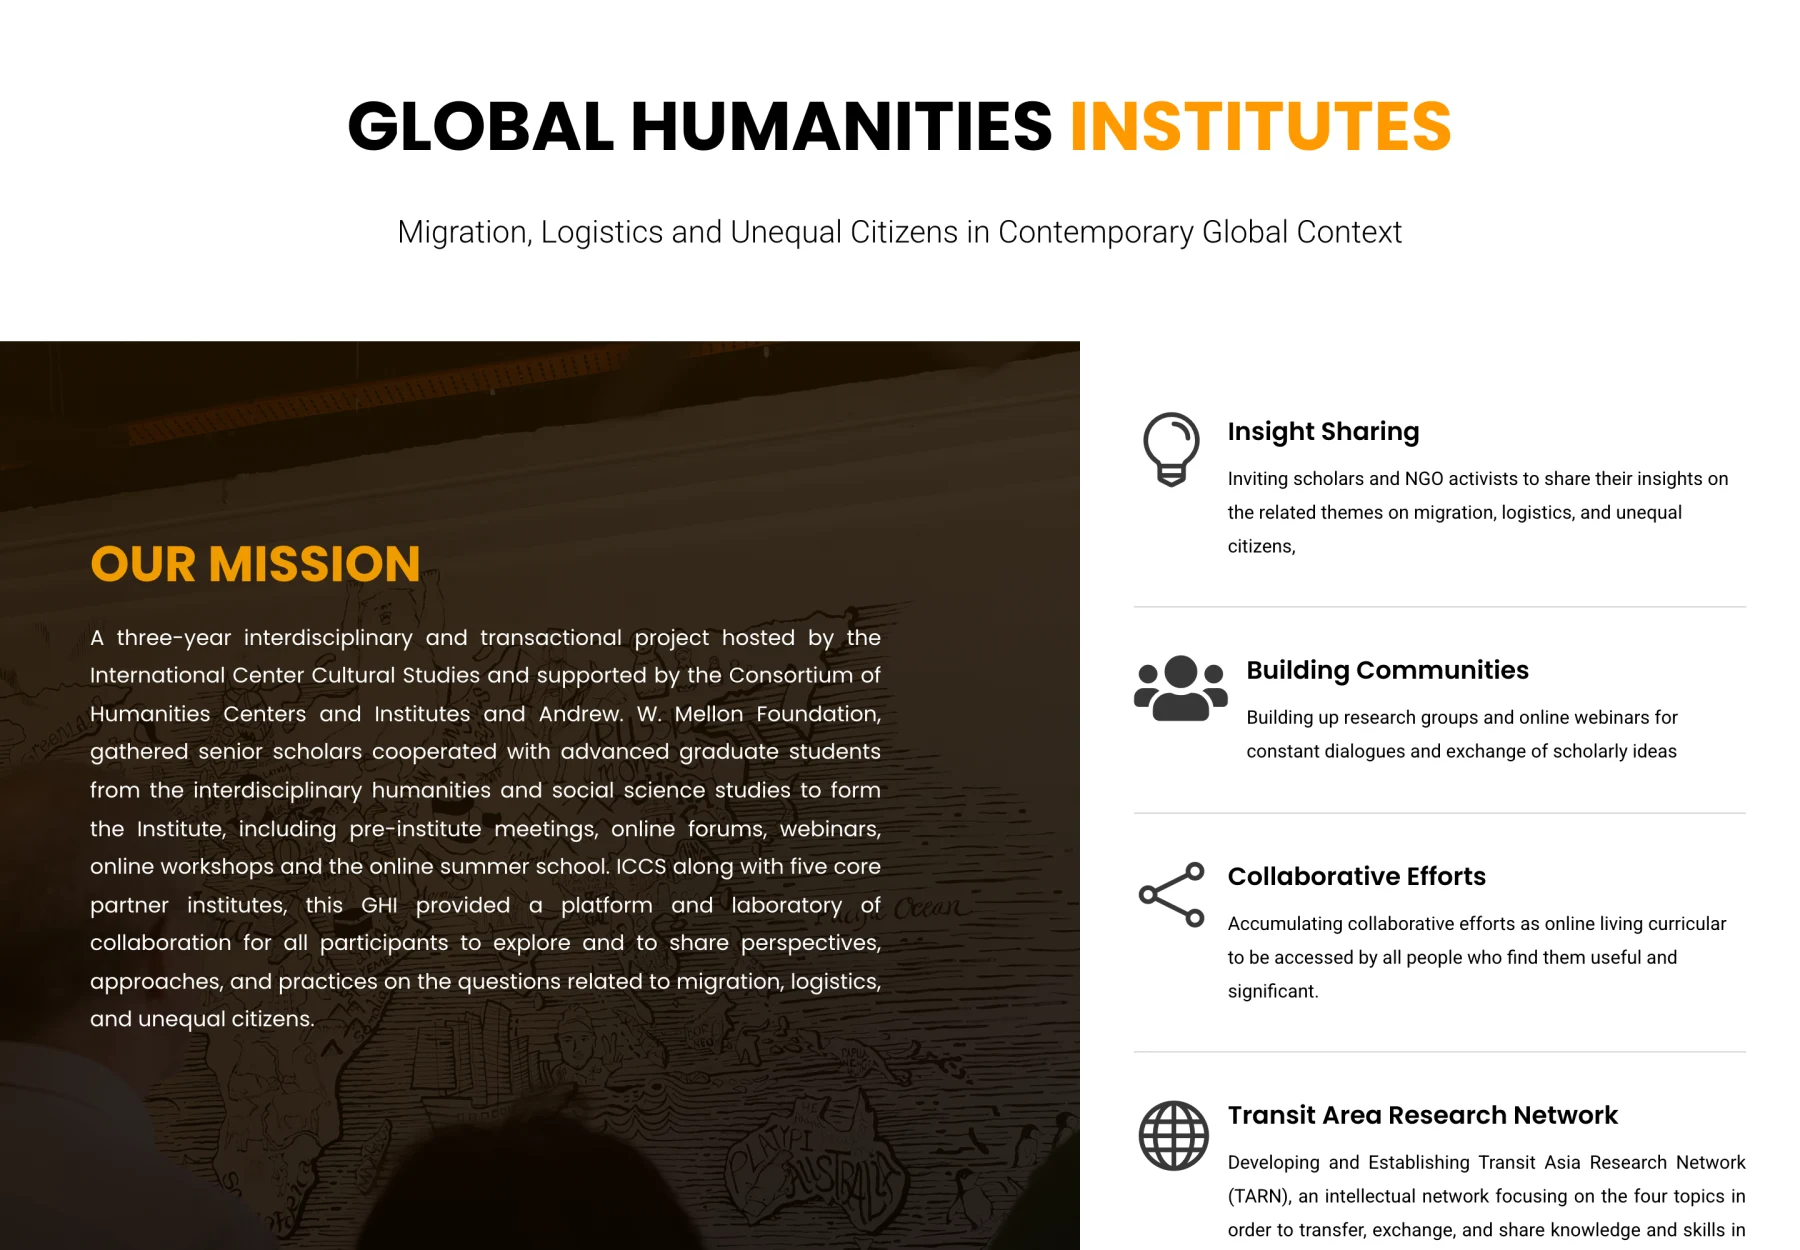 GLOBAL HUMANITIES INSTITUTES
Migration, Logistics and Unequal Citizens in Contemporary Global Context
OUR MISSION
A three-year interdisciplinary and transactional project hosted by the
International Center Cultural Studies and supported by the Consortium of
Humanities Centers and Institutes and Andrew. W. Mellon Foundation,
gathered senior scholars cooperated with advanced graduate students
from the interdisciplinary humanities and social science studies to form
the Institute, including pre-institute meetings, online forums, webinars,
online workshops and the online summer school. ICCS along with five core
partner institutes, this GHI provided a platform and laboratory of
collaboration for all participants to explore and to share perspectives,
approaches, and practices on the questions related to migration, logistics,
and unequal citizens.
Pacific Ocean
AUSTRALIA
Insight Sharing
Inviting scholars and NGO activists to share their insights on
the related themes on migration, logistics, and unequal
citizens,
Building Communities
Building up research groups and online webinars for
constant dialogues and exchange of scholarly ideas
Collaborative Efforts
Accumulating collaborative efforts as online living curricular
to be accessed by all people who find them useful and
significant.
Transit Area Research Network
Developing and Establishing Transit Asia Research Network
(TARN), an intellectual network focusing on the four topics in
order to transfer, exchange, and share knowledge and skills in